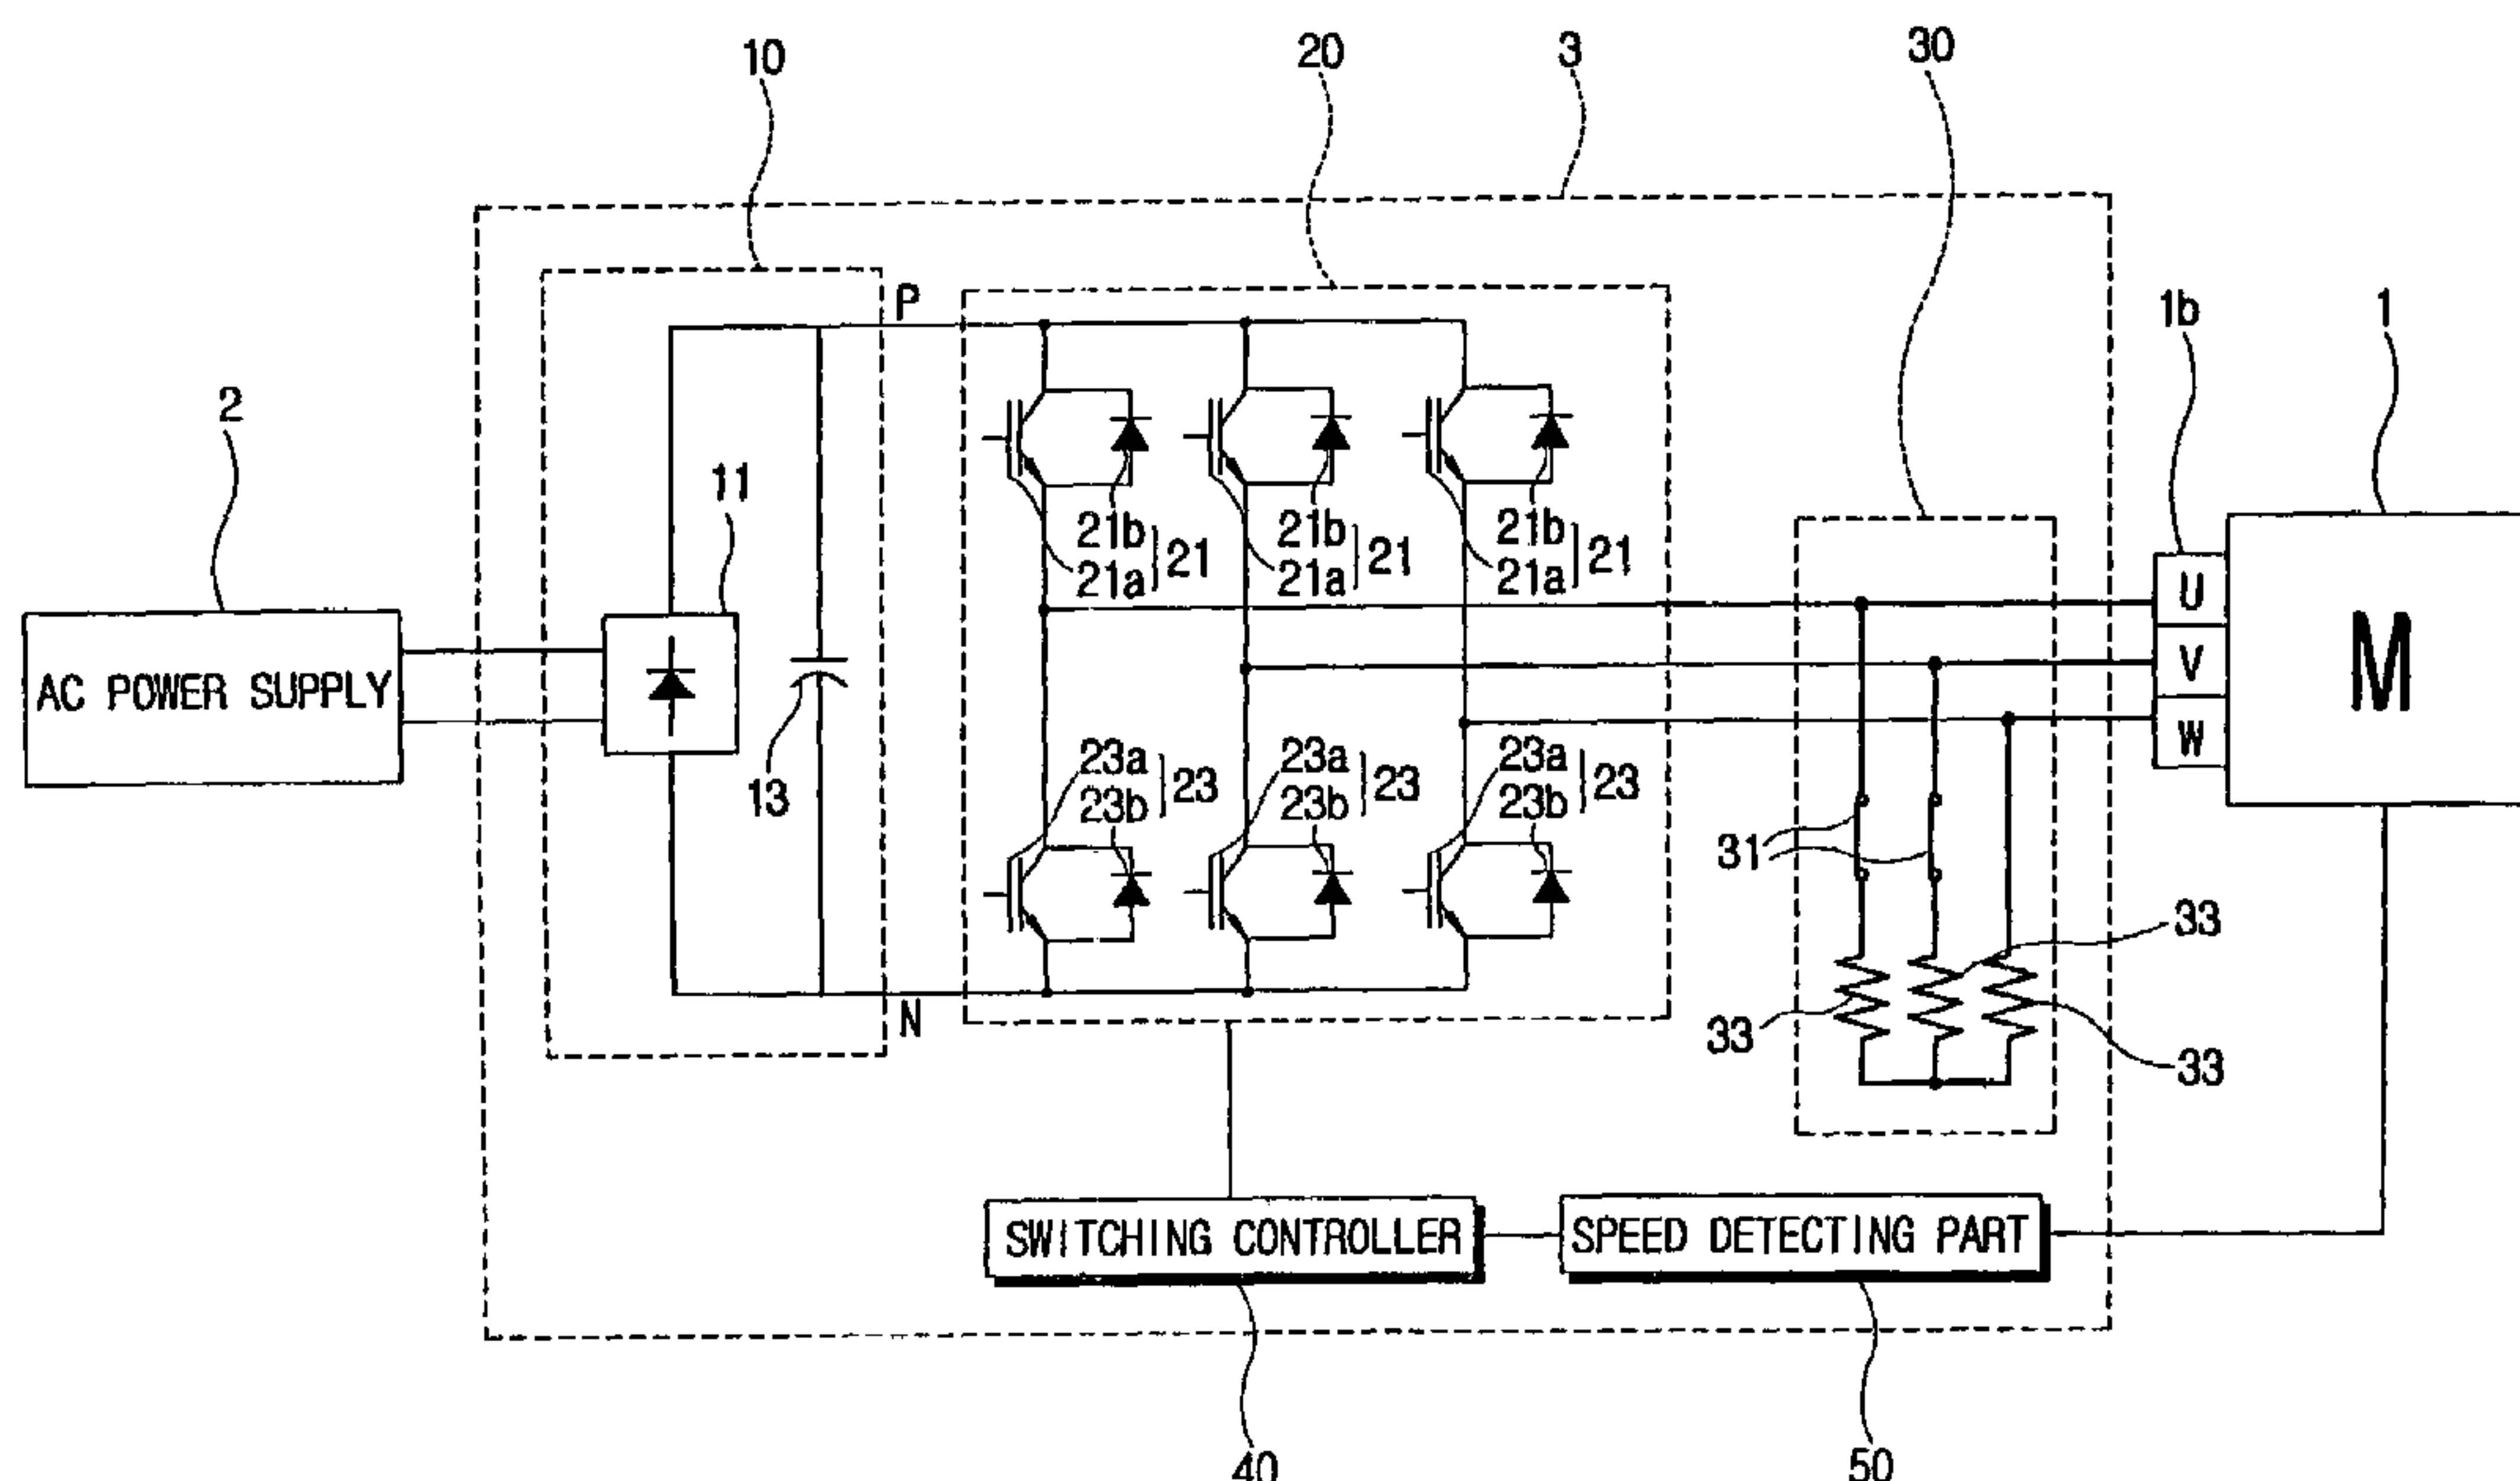 10
20
3
30
P
1b
1
2
11
21b
21a
21
21b
21a
21
21b
21a
21
U
V
W
M
AC POWER SUPPLY
13
23a
23b
23
23a
23b
23
23a
23b
23
31
33
33
33
N
SWITCHING CONTROLLER
SPEED DETECTING PART
40
50